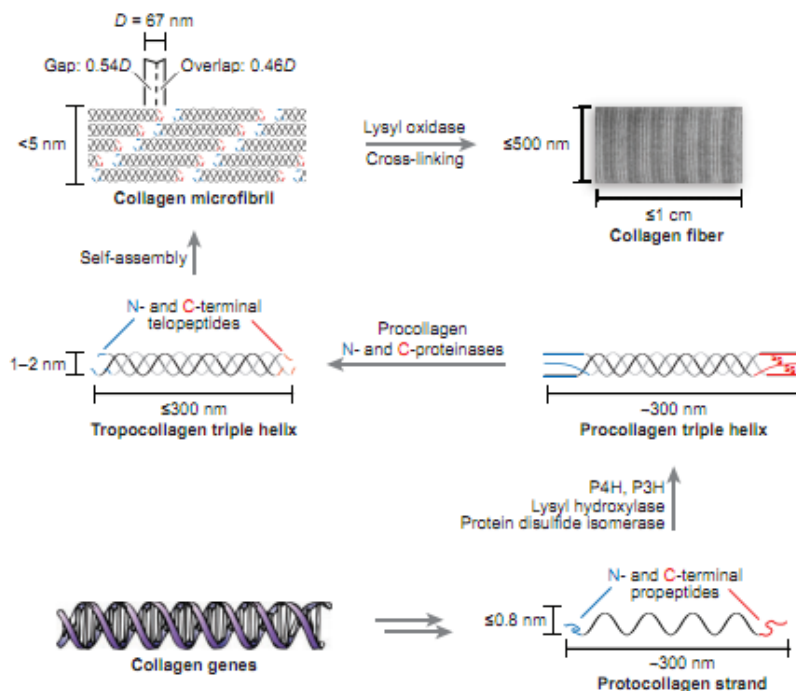 D = 67 nm
Gap: 0.54D
Overlap: 0.46D
<5 nm
Collagen microfibril
Lysyl oxidase
Cross-linking
≤500 nm
≤1 cm
Collagen fiber
Self-assembly
N- and C-terminal
telopeptides
1–2 nm
≤300 nm
Tropocollagen triple helix
Procollagen
N- and C-proteinases
S
S
S
S
~300 nm
Procollagen triple helix
P4H, P3H
Lysyl hydroxylase
Protein disulfide isomerase
Collagen genes
N- and C-terminal
propeptides
≤0.8 nm
~300 nm
Protocollagen strand